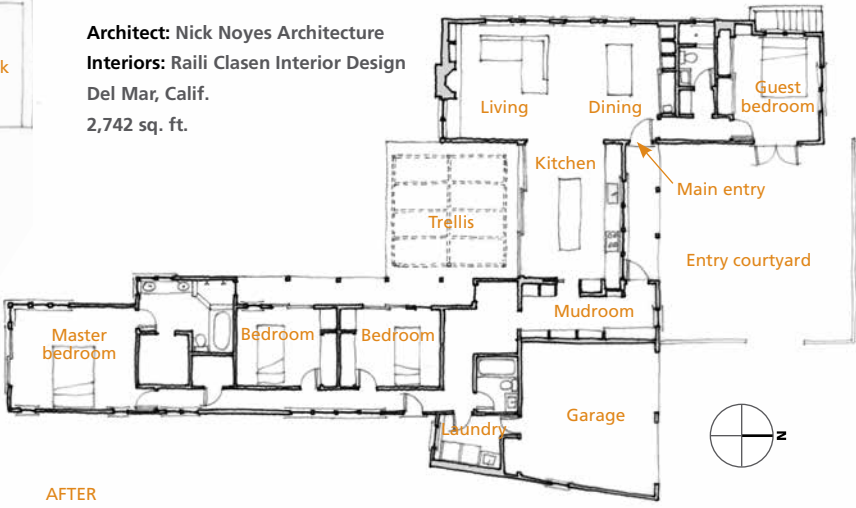 k
Architect: Nick Noyes Architecture
Interiors: Raili Clasen Interior Design
Del Mar, Calif.
2,742 sq. ft.
Living
Dining
Guest
bedroom
Kitchen
Main entry
Trellis
Entry courtyard
Mudroom
Master
bedroom
Bedroom
Bedroom
Garage
Laundry
N
AFTER